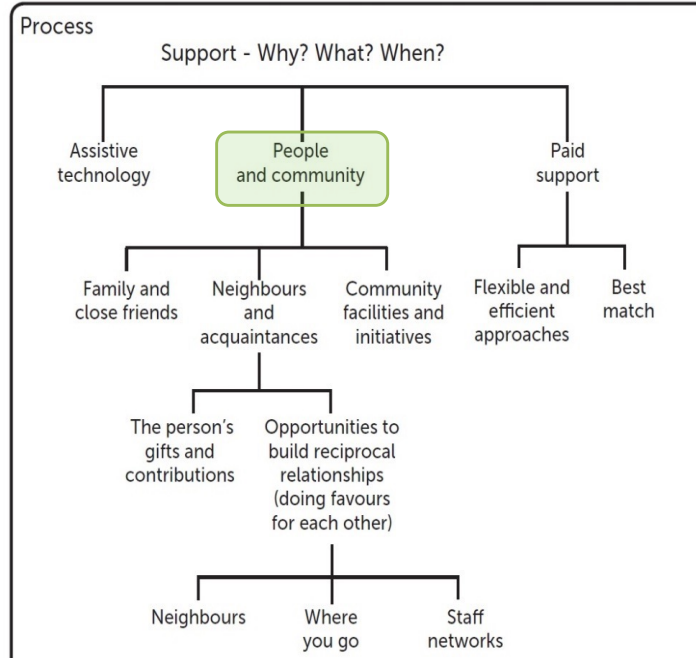 Process
Support - Why? What? When?
Assistive
technology
People
and community
Paid
support
Family and
close friends
Neighbours
and
acquaintances
Community
facilities and
initiatives
Flexible and
efficient
approaches
Best
match
The person's
gifts and
contributions
Opportunities to
build reciprocal
relationships
(doing favours
for each other)
Neighbours
Where
you go
Staff
networks